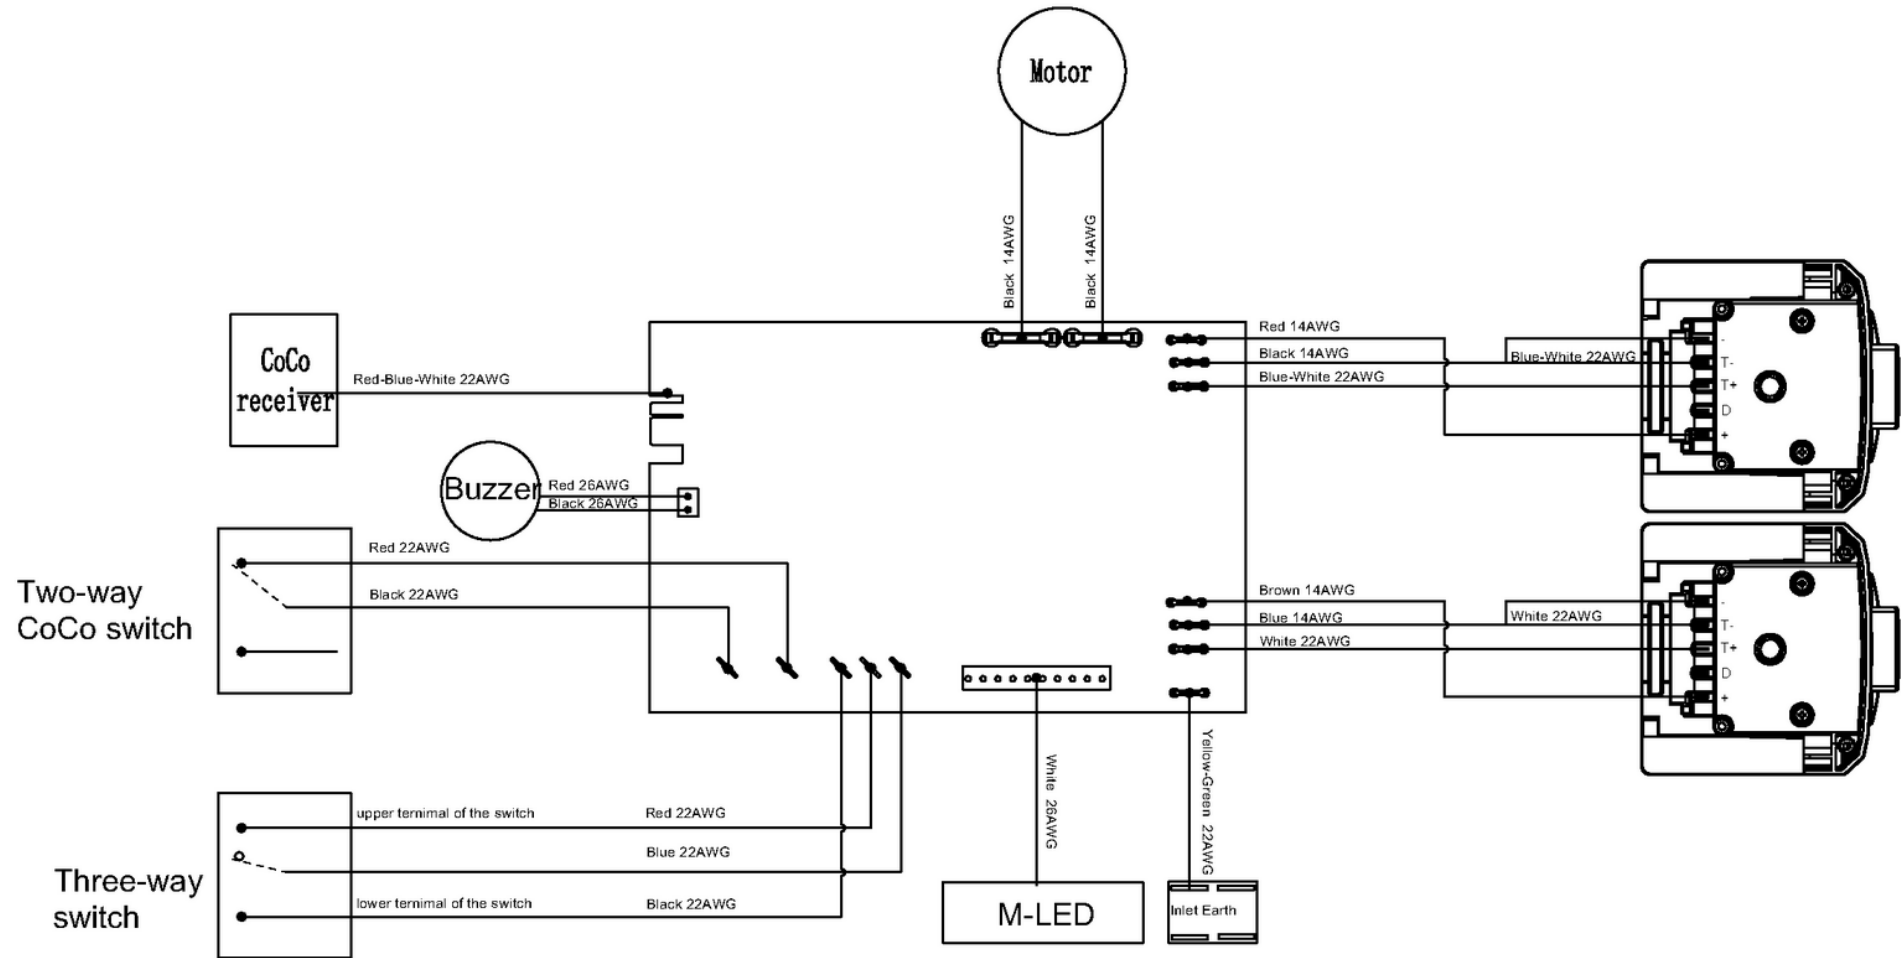 Motor
Black 14AWG
Black 14AWG
CoCo
receiver
Red-Blue-White 22AWG
Buzzer
Red 26AWG
Black 26AWG
Two-way
CoCo switch
Red 22AWG
Black 22AWG
Three-way
switch
upper ternimal of the switch
Red 22AWG
Blue 22AWG
lower ternimal of the switch
Black 22AWG
White 26AWG
M-LED
Yellow-Green 22AWG
Inlet Earth
Red 14AWG
Black 14AWG
Blue-White 22AWG
Blue-White 22AWG
-
T-
T+
D
+
Brown 14AWG
Blue 14AWG
White 22AWG
White 22AWG
-
T-
T+
D
+